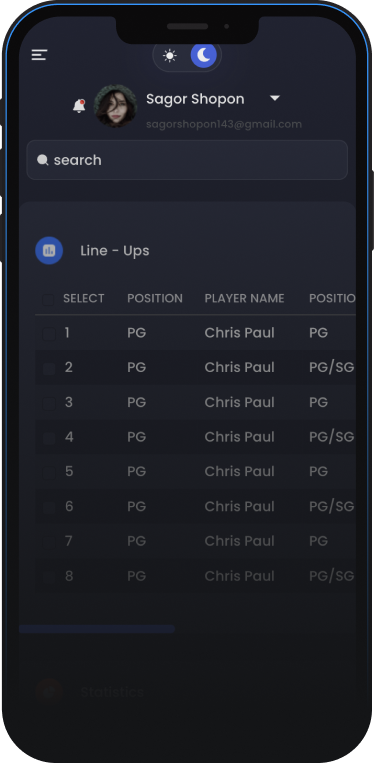 Sagor Shopon
sagorshopon143@gmail.com
search
Line - Ups
SELECT POSITION PLAYER NAME POSITIO
1 PG Chris Paul PG
2 PG Chris Paul PG/SG
3 PG Chris Paul PG
4 PG Chris Paul PG/SG
5 PG Chris Paul PG
6 PG Chris Paul PG/SG
7 PG Chris Paul PG
8 PG Chris Paul PG/SG
Statistics